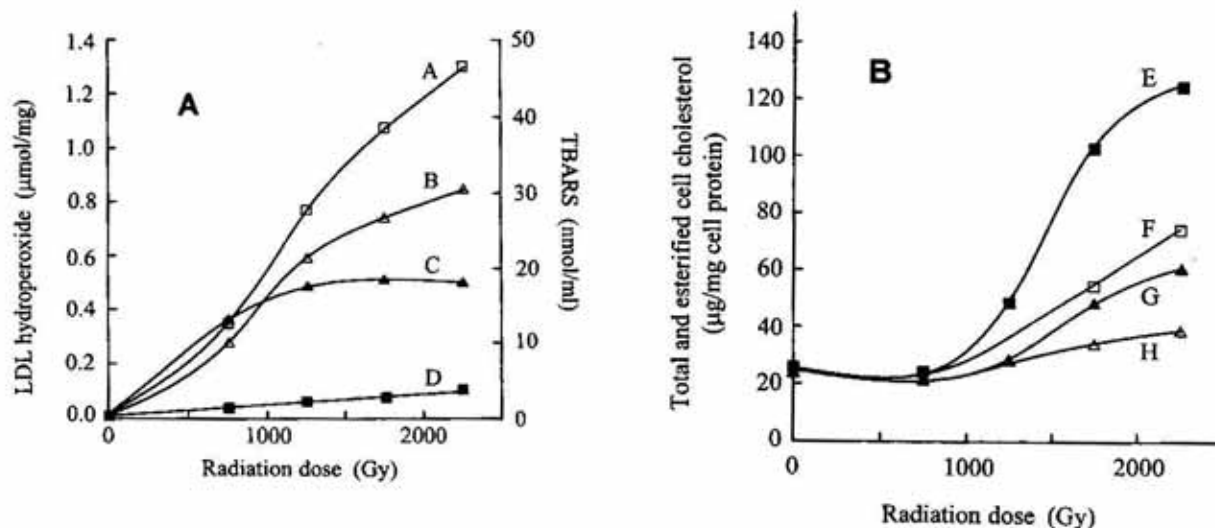 A
LDL hydroperoxide (μmol/mg)
1.4
1.2
1.0
0.8
0.6
0.4
0.2
0.0
50
40
30
20
10
0
TBARS (nmol/ml)
A
B
C
D
0 1000 2000
Radiation dose (Gy)
B
Total and esterified cell cholesterol
(μg/mg cell protein)
140
120
100
80
60
40
20
0
E
F
G
H
0 1000 2000
Radiation dose (Gy)